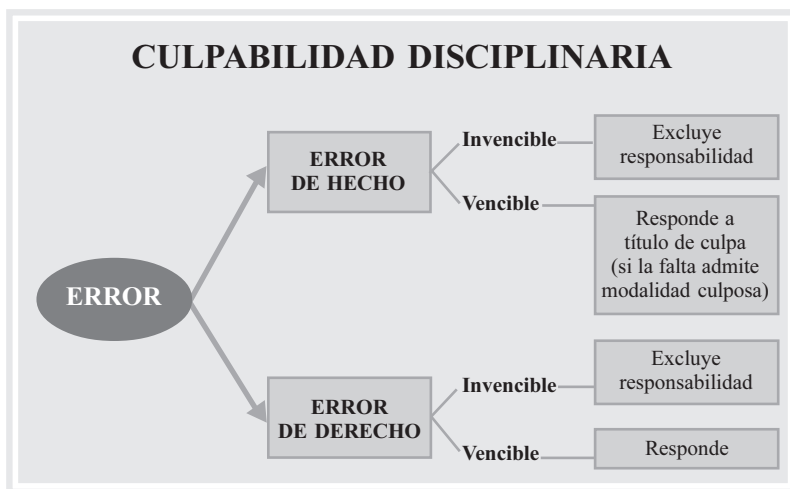 CULPABILIDAD DISCIPLINARIA
ERROR
ERROR
DE HECHO
Invencible
Excluye
responsabilidad
Vencible
Responde a
título de culpa
(si la falta admite
modalidad culposa)
ERROR
DE DERECHO
Invencible
Excluye
responsabilidad
Vencible
Responde